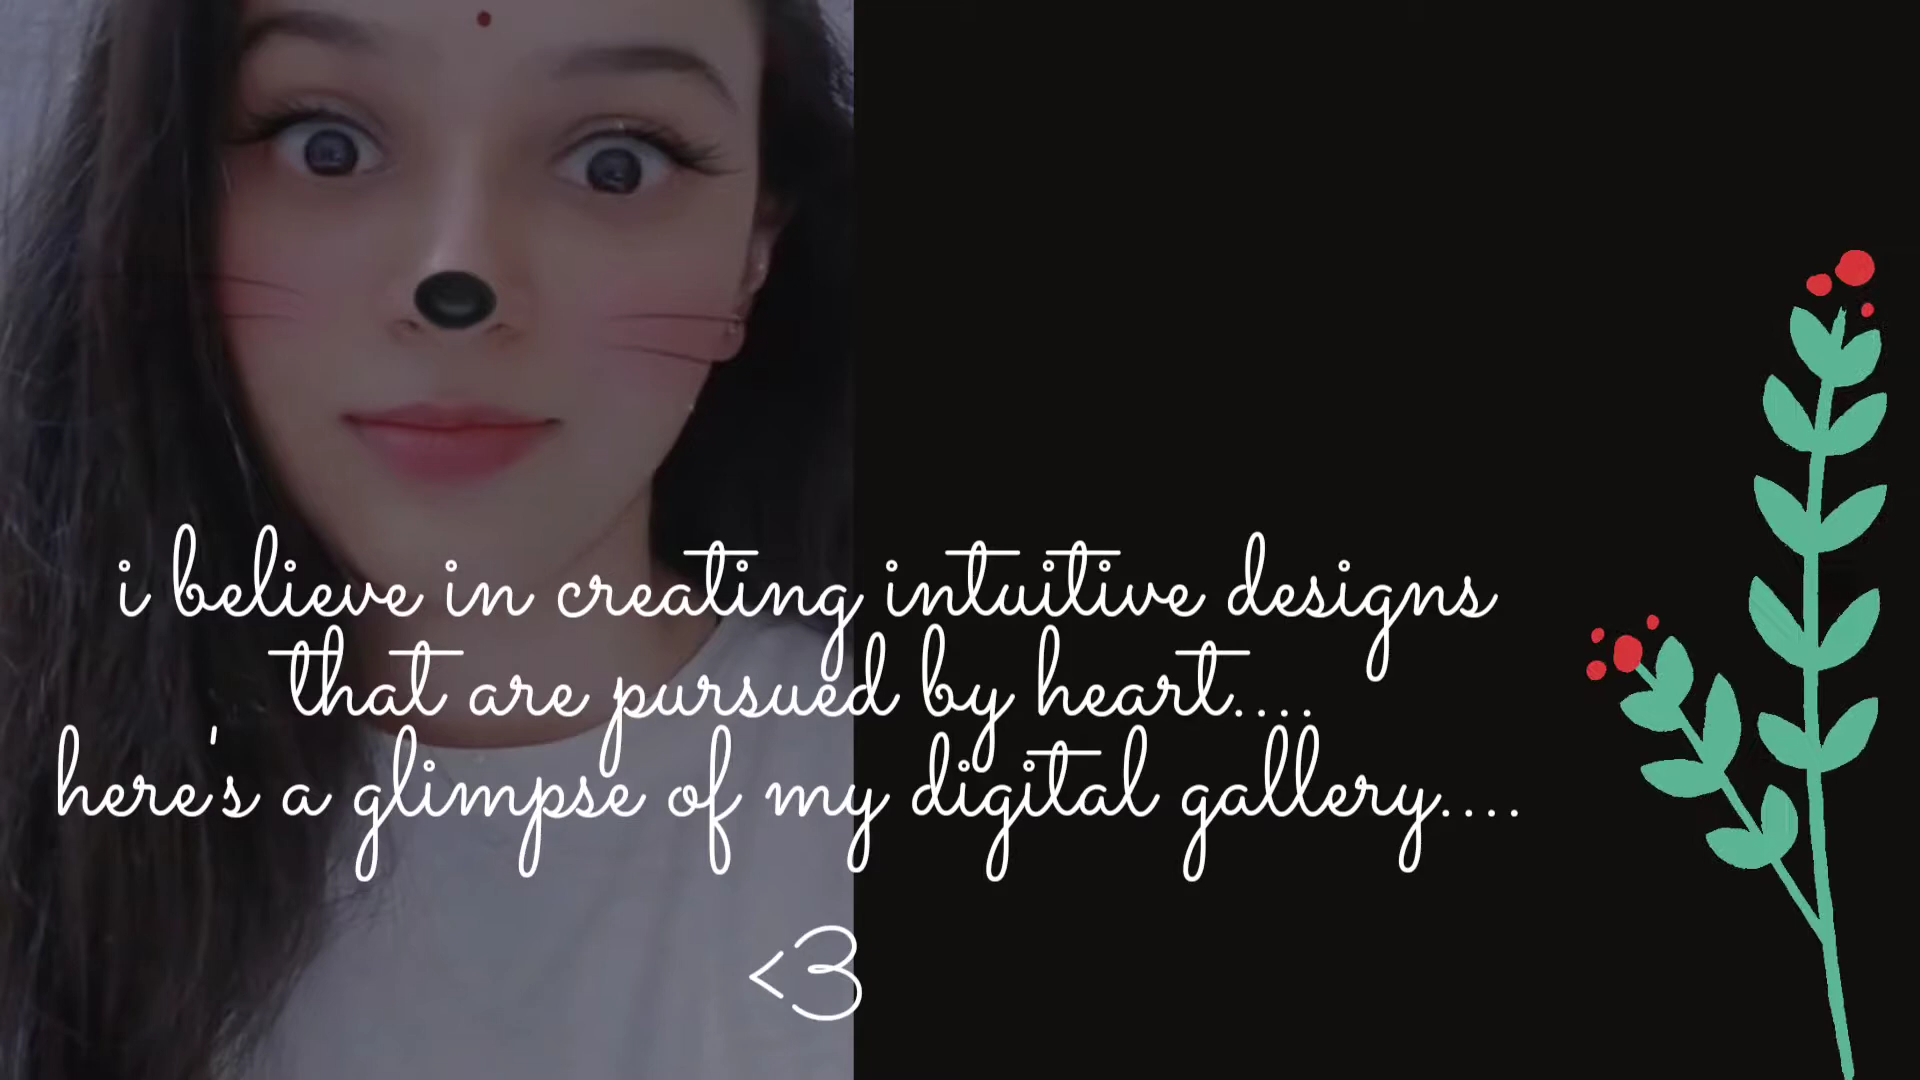 i believe in creating intuitive designs
that are pursued by heart....
here's a glimpse of my digital gallery....
<3